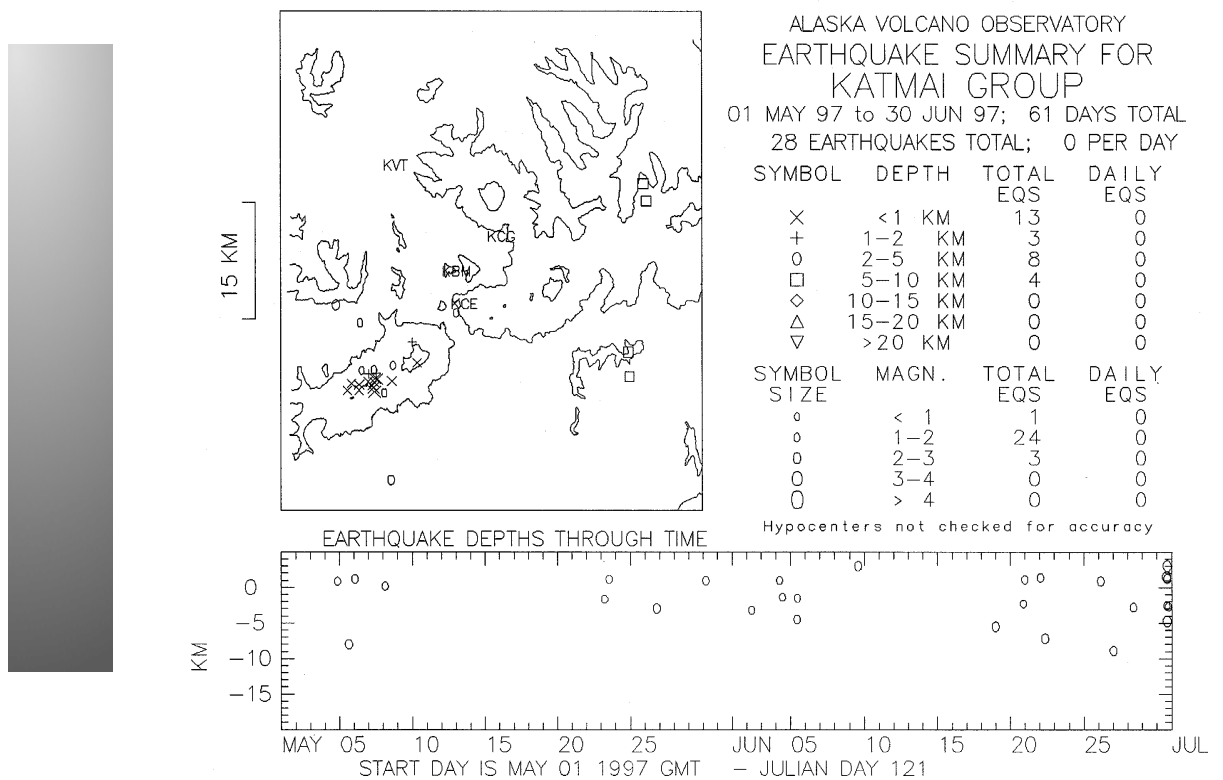 ALASKA VOLCANO OBSERVATORY
EARTHQUAKE SUMMARY FOR
KATMAI GROUP
01 MAY 97 to 30 JUN 97; 61 DAYS TOTAL
28 EARTHQUAKES TOTAL; 0 PER DAY
SYMBOL DEPTH TOTAL DAILY
EQS EQS
<1 KM 13 0
1-2 KM 3 0
2-5 KM 8 0
5-10 KM 4 0
10-15 KM 0 0
15-20 KM 0 0
>20 KM 0 0
SYMBOL MAGN. TOTAL DAILY
SIZE EQS EQS
< 1 1 0
1-2 24 0
2-3 3 0
3-4 0 0
> 4 0 0
Hypocenters not checked for accuracy
15 KM
KVT
KCG
KBM
KCE
EARTHQUAKE DEPTHS THROUGH TIME
KM
0
-5
-10
-15
MAY 05 10 15 20 25 JUN 05 10 15 20 25 JUL
START DAY IS MAY 01 1997 GMT - JULIAN DAY 121